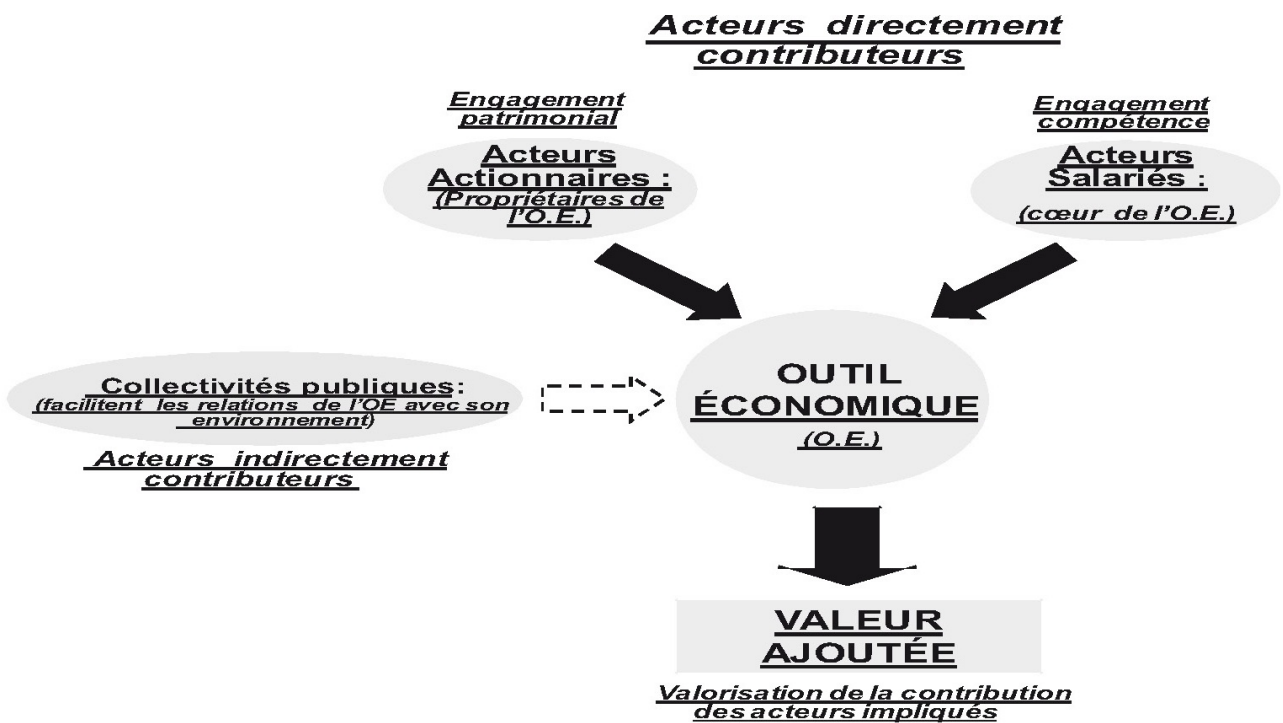 Acteurs directement
contributeurs
Engagement
patrimonial
Acteurs
Actionnaires :
(Propriétaires de
l'O.E.)
Engagement
compétence
Acteurs
Salariés :
(cœur de l'O.E.)
Collectivités publiques:
(facilitent les relations de l'OE avec son
environnement)
Acteurs indirectement
contributeurs
OUTIL
ÉCONOMIQUE
(O.E.)
VALEUR
AJOUTÉE
Valorisation de la contribution
des acteurs impliqués